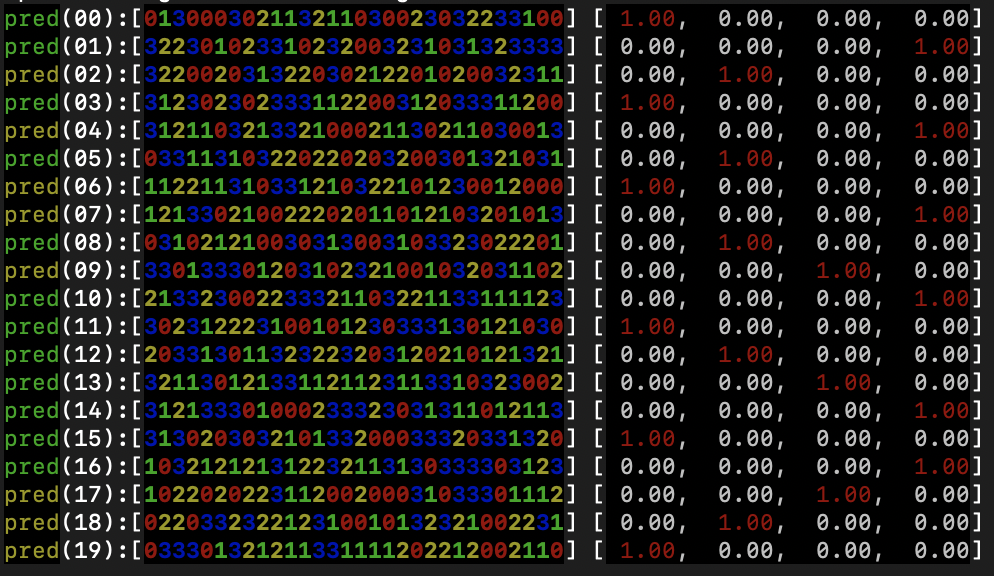 pred(00):[013000302113211030023032233100] [ 1.00, 0.00, 0.00, 0.00]
pred(01):[322301023310232003231031323333] [ 0.00, 0.00, 0.00, 1.00]
pred(02):[322002031322030212201020032311] [ 0.00, 1.00, 0.00, 0.00]
pred(03):[312302302333112200312033311200] [ 1.00, 0.00, 0.00, 0.00]
pred(04):[312110321332100021130211030013] [ 0.00, 0.00, 0.00, 1.00]
pred(05):[033113103220220203200301321031] [ 0.00, 1.00, 0.00, 0.00]
pred(06):[112211310331210322101230012000] [ 1.00, 0.00, 0.00, 0.00]
pred(07):[121330210022202011012103201013] [ 0.00, 0.00, 0.00, 1.00]
pred(08):[031021210030313003103323022201] [ 0.00, 1.00, 0.00, 0.00]
pred(09):[330133301203102321001032031102] [ 0.00, 0.00, 1.00, 0.00]
pred(10):[213323002233321103221133111123] [ 0.00, 0.00, 0.00, 1.00]
pred(11):[302312223100101230333130121030] [ 1.00, 0.00, 0.00, 0.00]
pred(12):[203313011323223203120210121321] [ 0.00, 1.00, 0.00, 0.00]
pred(13):[321130121331121123113310323002] [ 0.00, 0.00, 1.00, 0.00]
pred(14):[312133301000233323031311012113] [ 0.00, 0.00, 0.00, 1.00]
pred(15):[313020303210133200033320331320] [ 1.00, 0.00, 0.00, 0.00]
pred(16):[103212121312232113130333303123] [ 0.00, 0.00, 0.00, 1.00]
pred(17):[102202022311200200031033301112] [ 0.00, 0.00, 1.00, 0.00]
pred(18):[022033232212310010132321002231] [ 0.00, 1.00, 0.00, 0.00]
pred(19):[033301321211331111202212002110] [ 1.00, 0.00, 0.00, 0.00]